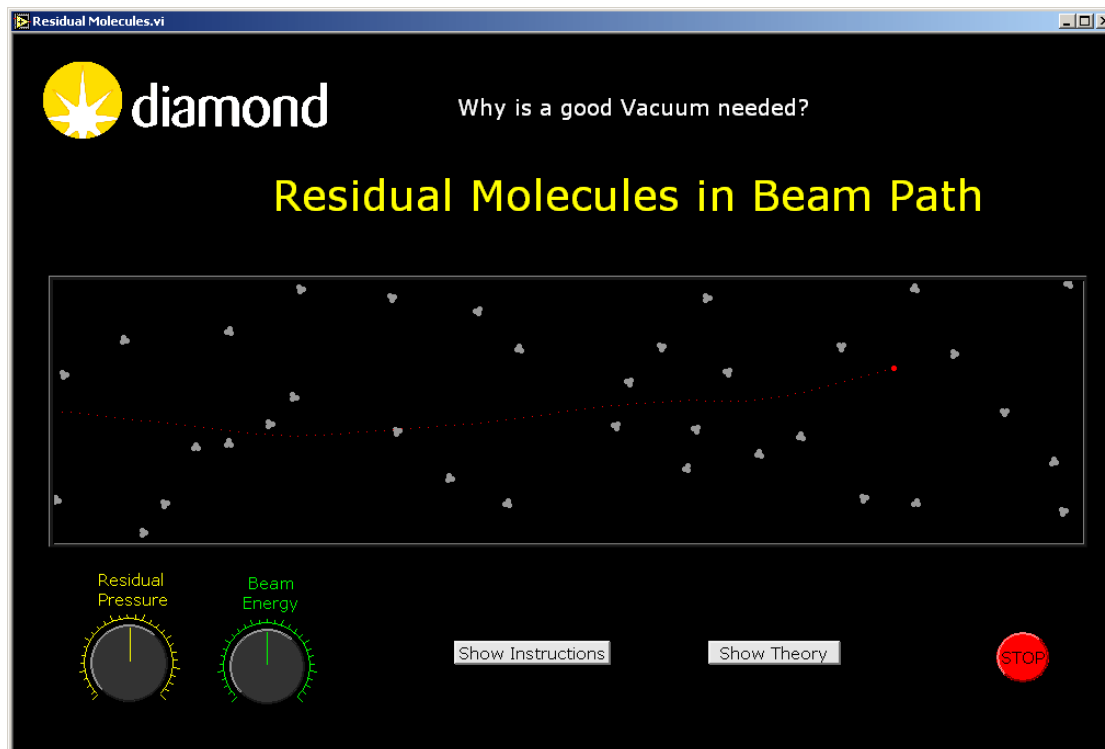 Residual Molecules.vi
diamond
Why is a good Vacuum needed?
Residual Molecules in Beam Path
Residual
Pressure
Beam
Energy
Show Instructions
Show Theory
STOP